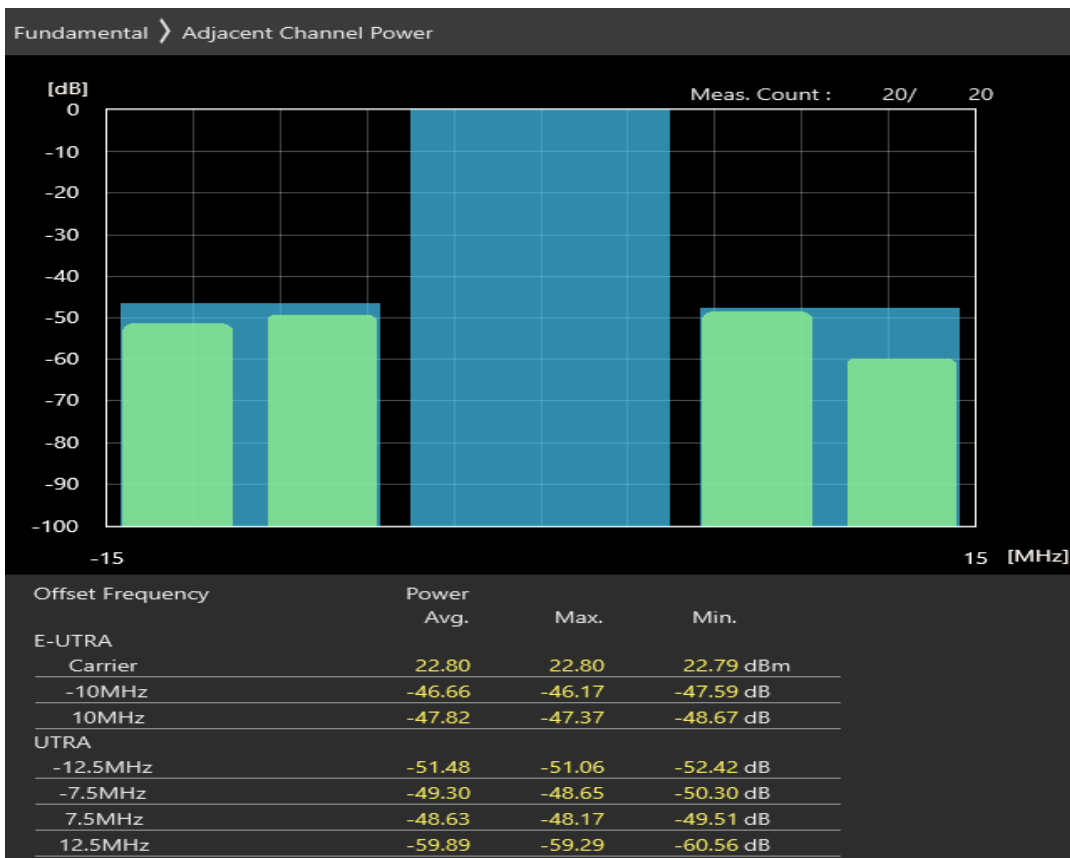 Fundamental 〉 Adjacent Channel Power
[dB]
Meas. Count : 20/ 20
0
-10
-20
-30
-40
-50
-60
-70
-80
-90
-100
-15 15 [MHz]
Offset Frequency Power
Avg. Max. Min.
E-UTRA
Carrier 22.80 22.80 22.79 dBm
-10MHz -46.66 -46.17 -47.59 dB
10MHz -47.82 -47.37 -48.67 dB
UTRA
-12.5MHz -51.48 -51.06 -52.42 dB
-7.5MHz -49.30 -48.65 -50.30 dB
7.5MHz -48.63 -48.17 -49.51 dB
12.5MHz -59.89 -59.29 -60.56 dB